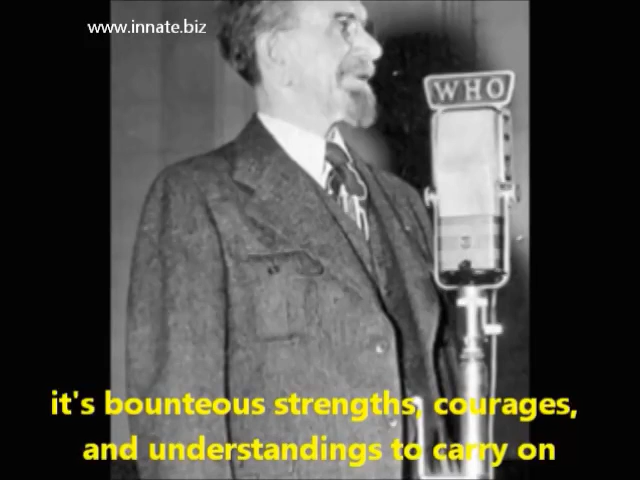 www.innate.biz
WHO
it's bounteous strengths, courages,
and understandings to carry on